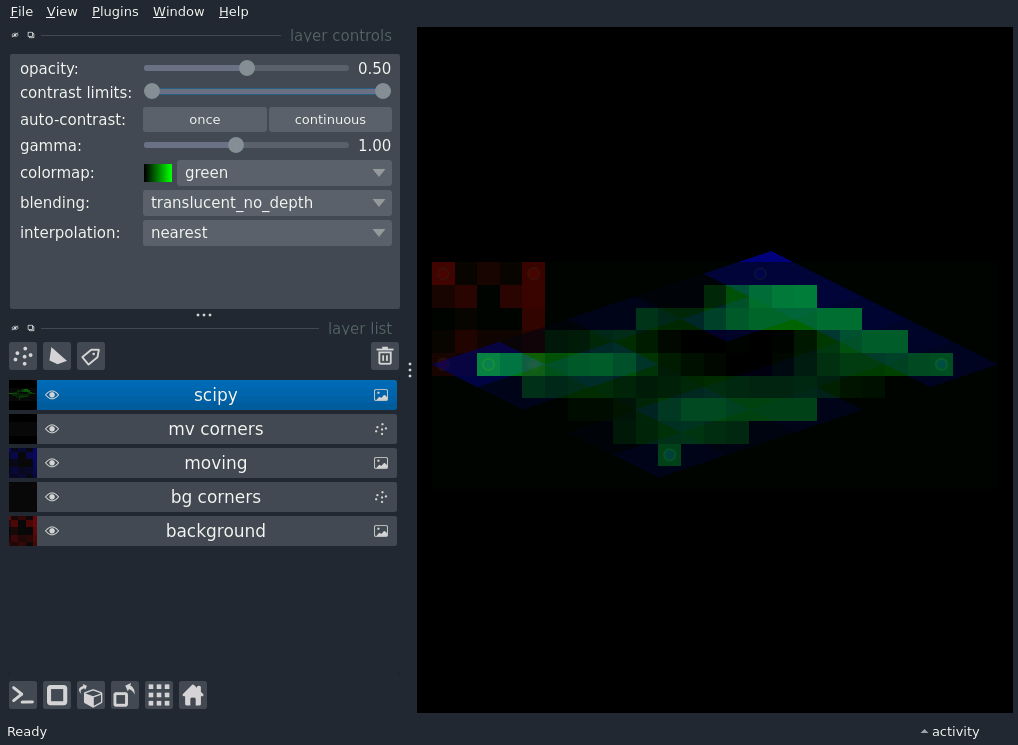 File View Plugins Window Help
layer controls
opacity: 0.50
contrast limits:
auto-contrast: once continuous
gamma: 1.00
colormap: green
blending: translucent_no_depth
interpolation: nearest
layer list
scipy
mv corners
moving
bg corners
background
Ready activity